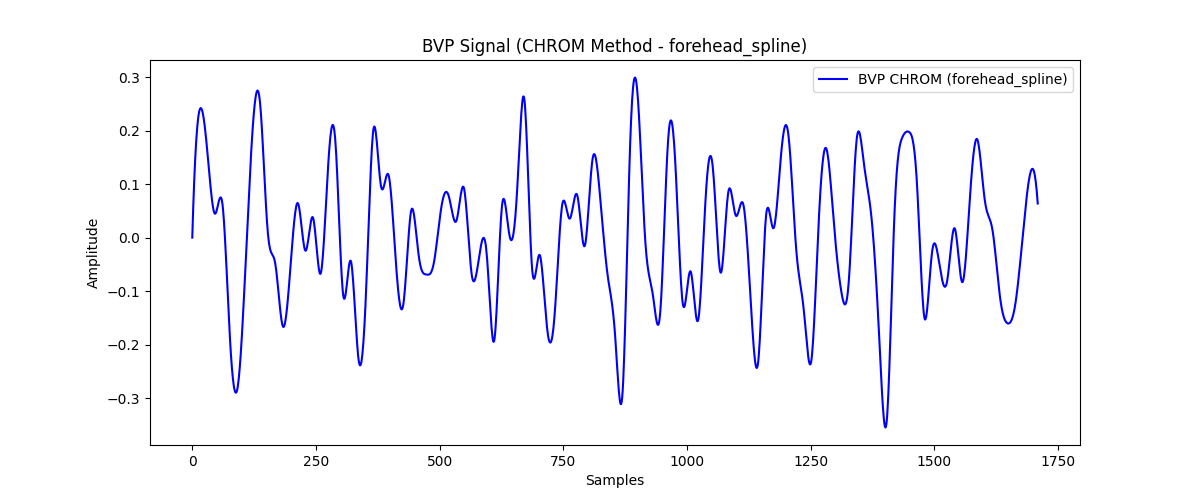 BVP Signal (CHROM Method - forehead_spline)
BVP CHROM (forehead_spline)
0.3
0.2
0.1
0.0
−0.1
−0.2
−0.3
Amplitude
0 250 500 750 1000 1250 1500 1750
Samples